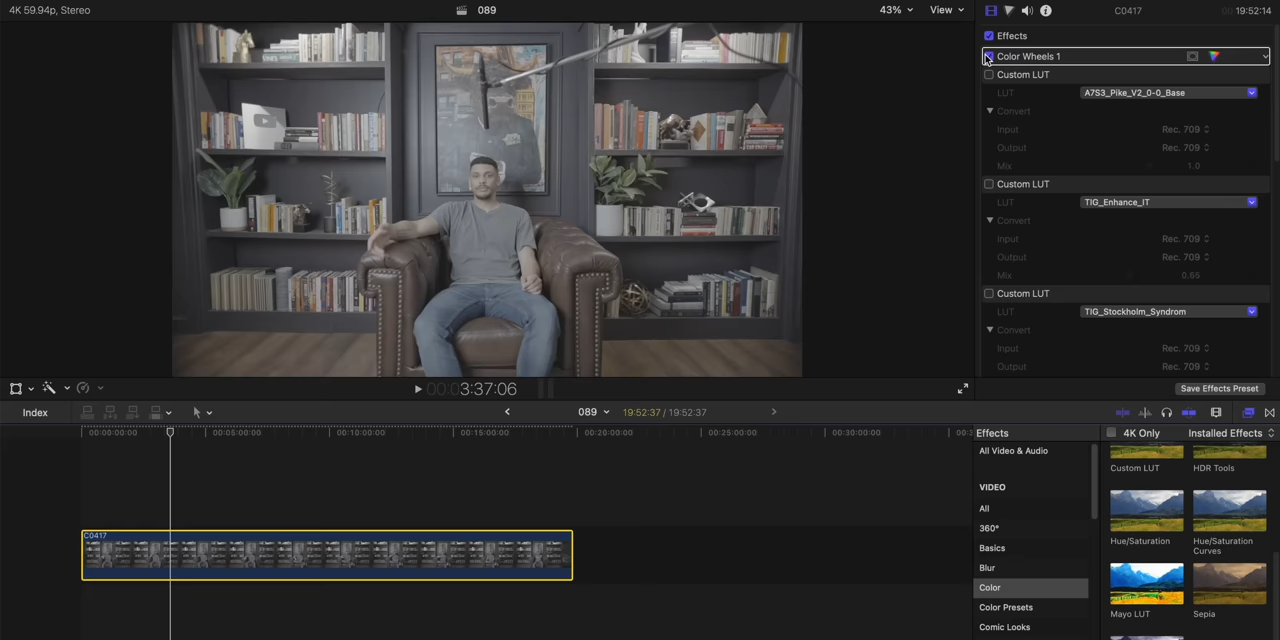 4K 59.94p, Stereo
089
43%
View
C0417
00:00:19:52:14
Effects
Color Wheels 1
Custom LUT
LUT
A7S3_Pike_V2_0-0_Base
Convert
Input
Rec. 709
Output
Rec. 709
Mix
1.0
Custom LUT
LUT
TIG_Enhance_IT
Convert
Input
Rec. 709
Output
Rec. 709
Mix
0.65
Custom LUT
LUT
TIG_Stockholm_Syndrom
Convert
Input
Rec. 709
Output
Rec. 709
00:03:37:06
Save Effects Preset
Index
089
19:52:37 / 19:52:37
00:00:00:00
00:05:00:00
00:10:00:00
00:15:00:00
00:20:00:00
00:25:00:00
00:30:00:00
C0417
Effects
4K Only
Installed Effects
All Video & Audio
VIDEO
All
360°
Basics
Blur
Color
Color Presets
Comic Looks
Custom LUT
HDR Tools
Hue/Saturation
Hue/Saturation
Curves
Mayo LUT
Sepia